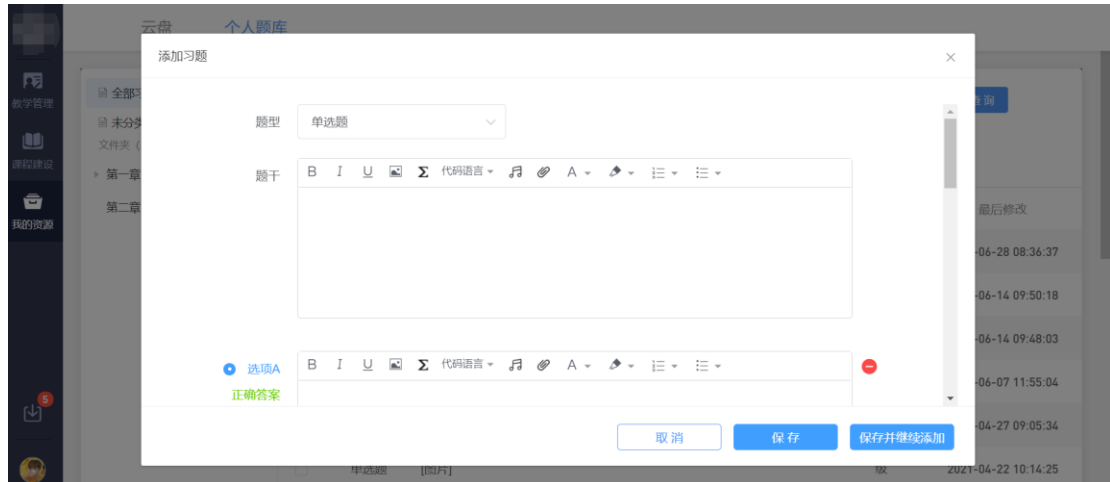 云盘 个人题库
添加习题
教学管理
课程建设
我的资源
5
全部习
未分类
文件夹（
第一章
第二章
查询
题型 单选题
题干 B I U Σ 代码语言 A
选项A B I U Σ 代码语言 A
正确答案
取消 保存 保存并继续添加
最后修改
-06-28 08:36:37
-06-14 09:50:18
-06-14 09:48:03
-06-07 11:55:04
-04-27 09:05:34
单选题 [图片] 2021-04-22 10:14:25